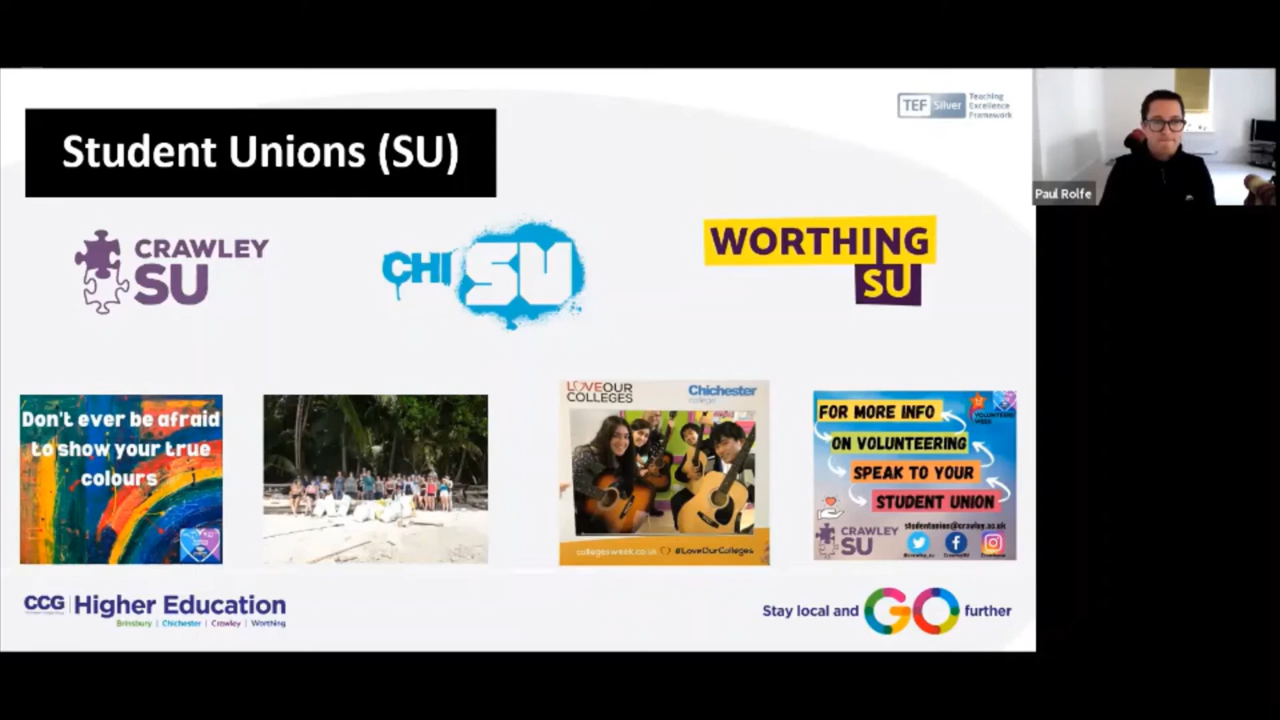 Student Unions (SU)
TEF Silver
Teaching
Excellence
Framework
Paul Rolfe
CRAWLEY
SU
CHI SU
WORTHING
SU
Don't ever be afraid
to show your true
colours
LOVE OUR
COLLEGES
Chichester
college
collegesweek.co.uk
#LoveOurColleges
FOR MORE INFO
ON VOLUNTEERING
SPEAK TO YOUR
STUDENT UNION
VOLUNTEERS'
WEEK
studentunion@crawley.ac.uk
CRAWLEY
SU
CCG Higher Education
Brinsbury | Chichester | Crawley | Worthing
Stay local and GO further